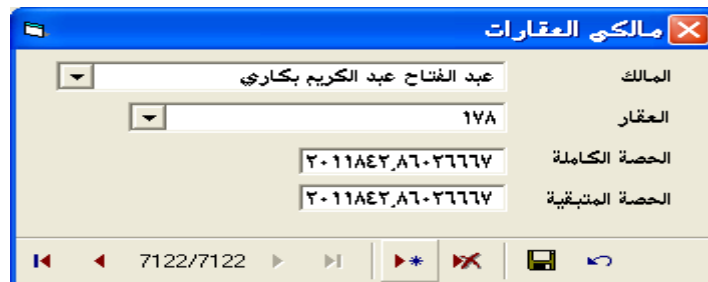 مالكي العقارات
المالك عبد الفتاح عبد الكريم بكاري
العقار ١٧٨
الحصة الكاملة ٢٠١١٨٤٢,٨٦٠٢٦٦٦٧
الحصة المتبقية ٢٠١١٨٤٢,٨٦٠٢٦٦٦٧
7122/7122